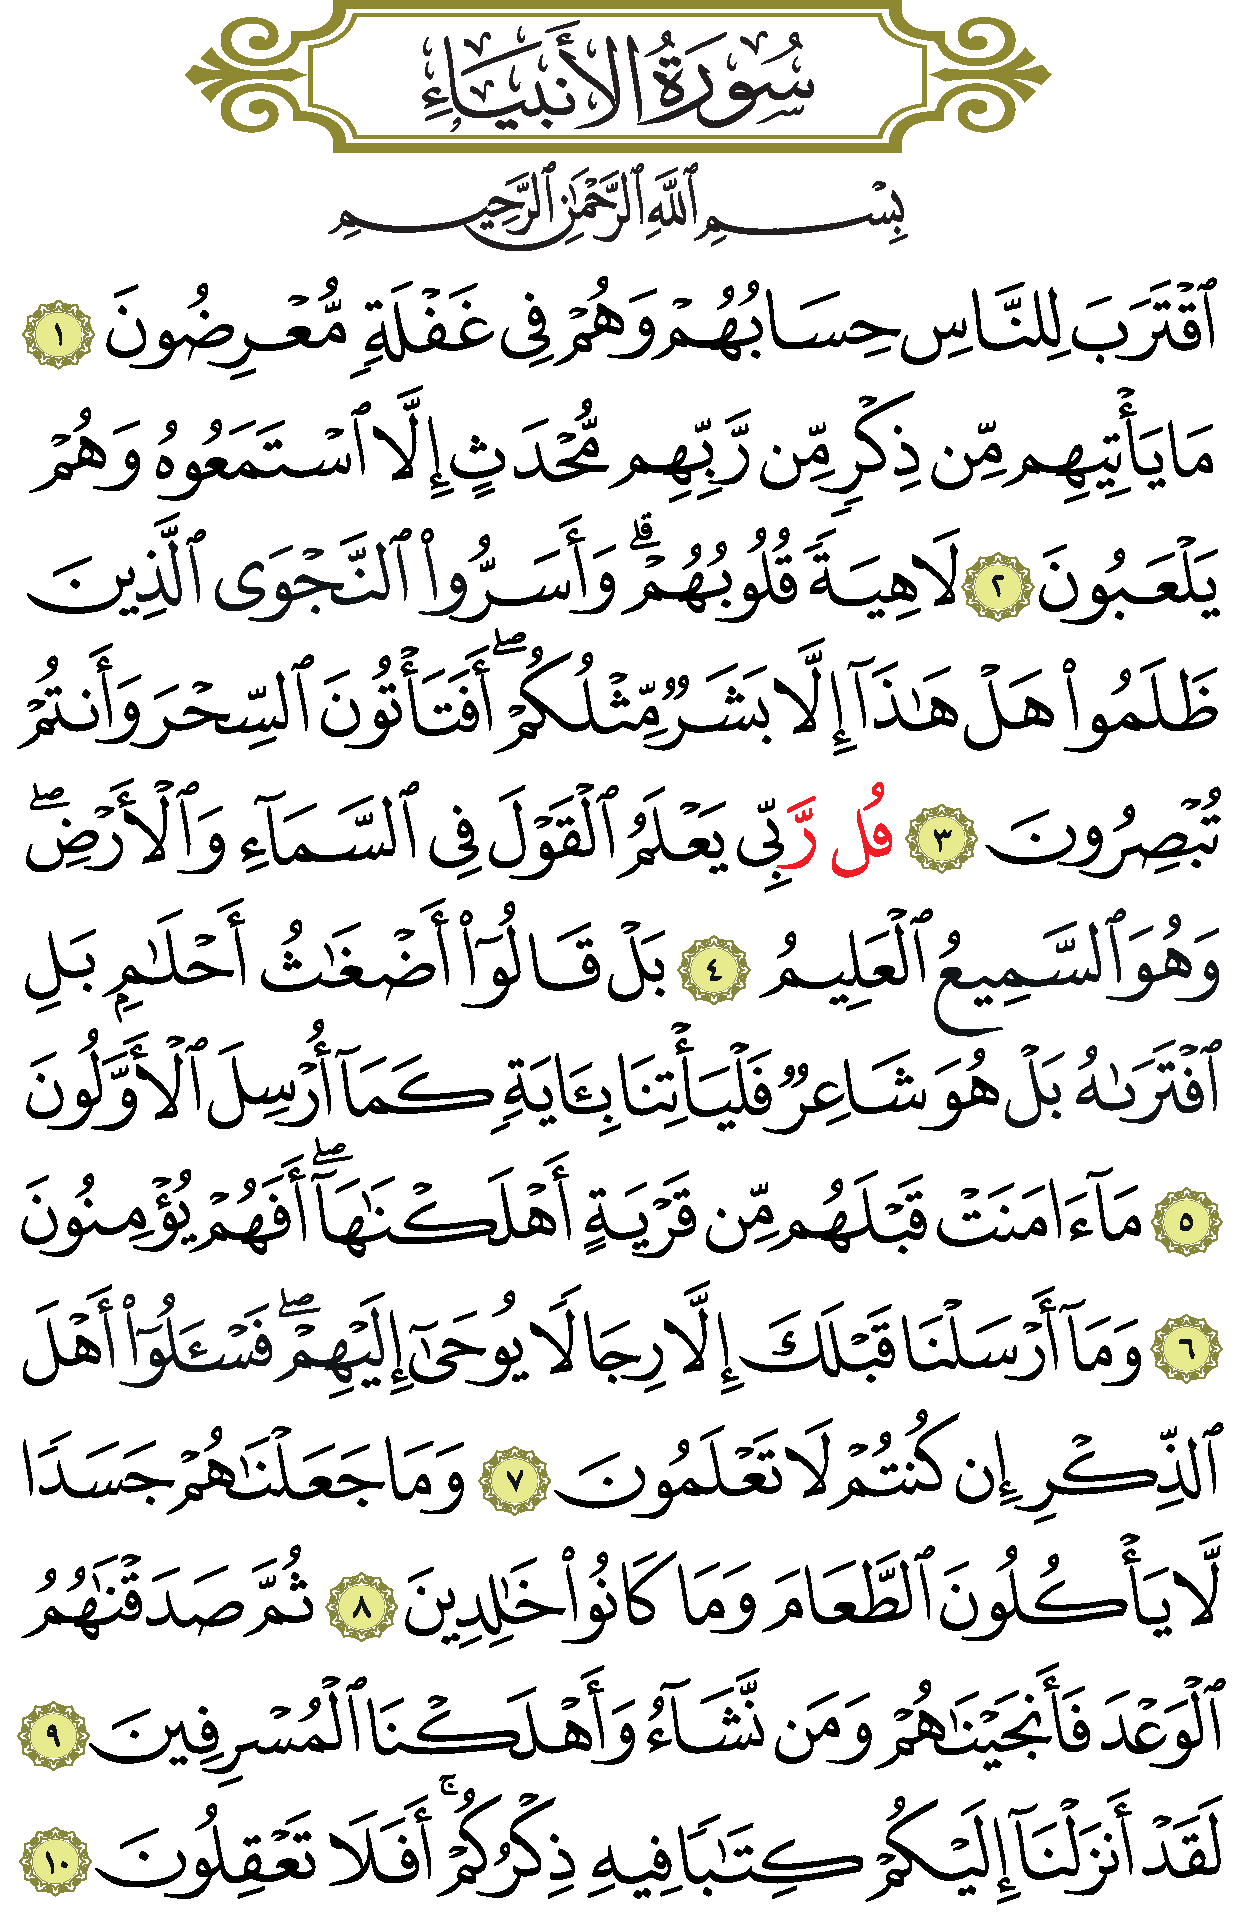 سُورَةُ الأَنبِيَاءِ
بِسْمِ ٱللَّهِ ٱلرَّحْمَٰنِ ٱلرَّحِيمِ
ٱقْتَرَبَ لِلنَّاسِ حِسَابُهُمْ وَهُمْ فِى غَفْلَةٍ مُّعْرِضُونَ ١
مَا يَأْتِيهِم مِّن ذِكْرٍ مِّن رَّبِّهِم مُّحْدَثٍ إِلَّا ٱسْتَمَعُوهُ وَهُمْ
يَلْعَبُونَ ٢ لَاهِيَةً قُلُوبُهُمْ ۗ وَأَسَرُّوا۟ ٱلنَّجْوَى ٱلَّذِينَ
ظَلَمُوا۟ هَلْ هَٰذَآ إِلَّا بَشَرٌ مِّثْلُكُمْ ۖ أَفَتَأْتُونَ ٱلسِّحْرَ وَأَنتُمْ
تُبْصِرُونَ ٣ قُل رَّبِّى يَعْلَمُ ٱلْقَوْلَ فِى ٱلسَّمَآءِ وَٱلْأَرْضِ ۖ
وَهُوَ ٱلسَّمِيعُ ٱلْعَلِيمُ ٤ بَلْ قَالُوٓا۟ أَضْغَٰثُ أَحْلَٰمٍۭ بَلِ
ٱفْتَرَىٰهُ بَلْ هُوَ شَاعِرٌ فَلْيَأْتِنَا بِـَٔايَةٍ كَمَآ أُرْسِلَ ٱلْأَوَّلُونَ
٥ مَآ ءَامَنَتْ قَبْلَهُم مِّن قَرْيَةٍ أَهْلَكْنَٰهَآ ۖ أَفَهُمْ يُؤْمِنُونَ
٦ وَمَآ أَرْسَلْنَا قَبْلَكَ إِلَّا رِجَالًا يُوحَىٰٓ إِلَيْهِمْ ۖ فَسْـَٔلُوٓا۟ أَهْلَ
ٱلذِّكْرِ إِن كُنتُمْ لَا تَعْلَمُونَ ٧ وَمَا جَعَلْنَٰهُمْ جَسَدًا
لَّا يَأْكُلُونَ ٱلطَّعَامَ وَمَا كَانُوا۟ خَٰلِدِينَ ٨ ثُمَّ صَدَقْنَٰهُمُ
ٱلْوَعْدَ فَأَنجَيْنَٰهُمْ وَمَن نَّشَآءُ وَأَهْلَكْنَا ٱلْمُسْرِفِينَ ٩
لَقَدْ أَنزَلْنَآ إِلَيْكُمْ كِتَٰبًا فِيهِ ذِكْرُكُمْ ۚ أَفَلَا تَعْقِلُونَ ١٠